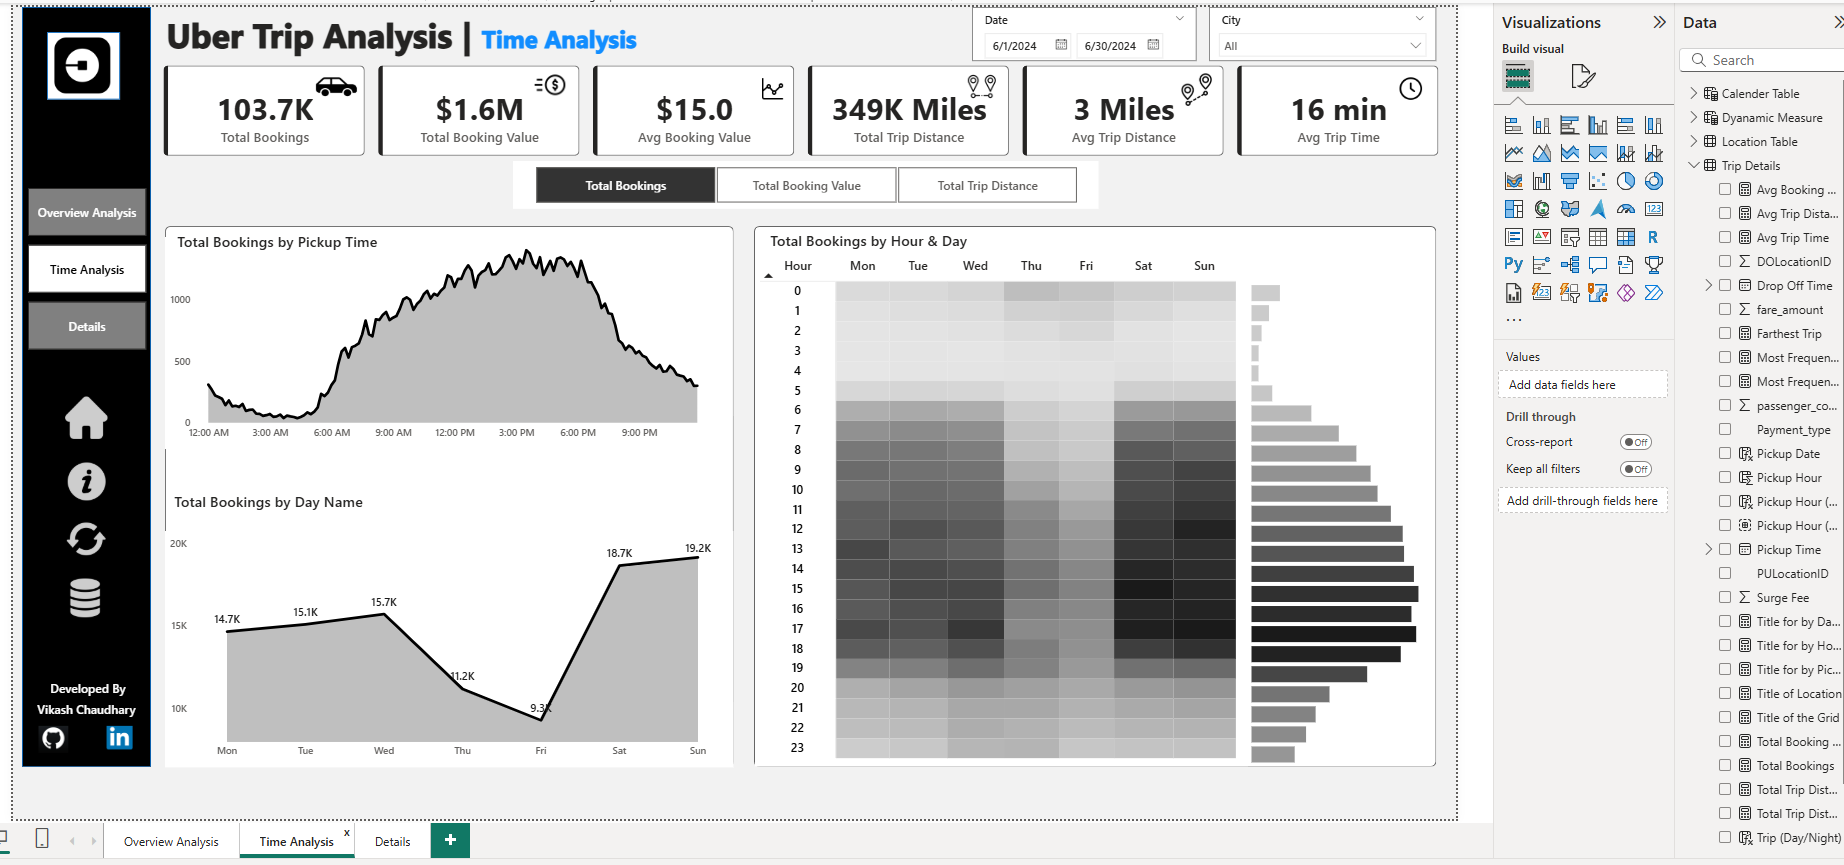 Uber Trip Analysis | Time Analysis
Date
6/1/2024 6/30/2024
City
All
103.7K
Total Bookings
$1.6M
Total Booking Value
$15.0
Avg Booking Value
349K Miles
Total Trip Distance
3 Miles
Avg Trip Distance
16 min
Avg Trip Time
Total Bookings Total Booking Value Total Trip Distance
Overview Analysis
Time Analysis
Details
Developed By
Vikash Chaudhary
in
Total Bookings by Pickup Time
1000
500
0
12:00 AM 3:00 AM 6:00 AM 9:00 AM 12:00 PM 3:00 PM 6:00 PM 9:00 PM
Total Bookings by Day Name
20K
15K
10K
14.7K 15.1K 15.7K 11.2K 9.3K 18.7K 19.2K
Mon Tue Wed Thu Fri Sat Sun
Total Bookings by Hour & Day
Hour Mon Tue Wed Thu Fri Sat Sun
0
1
2
3
4
5
6
7
8
9
10
11
12
13
14
15
16
17
18
19
20
21
22
23
Overview Analysis Time Analysis x Details +
Visualizations
Build visual
123
R
Py
123
...
Values
Add data fields here
Drill through
Cross-report Off
Keep all filters Off
Add drill-through fields here
Data
Search
Calender Table
Dyanamic Measure
Location Table
Trip Details
Avg Booking ...
Avg Trip Dista...
Avg Trip Time
DOLocationID
Drop Off Time
fare_amount
Farthest Trip
Most Frequen...
Most Frequen...
passenger_co...
Payment_type
Pickup Date
Pickup Hour
Pickup Hour (...
Pickup Hour (...
Pickup Time
PULocationID
Surge Fee
Title for by Da...
Title for by Ho...
Title for by Pic...
Title of Location
Title of the Grid
Total Booking ...
Total Bookings
Total Trip Dist...
Total Trip Dist...
Trip (Day/Night)